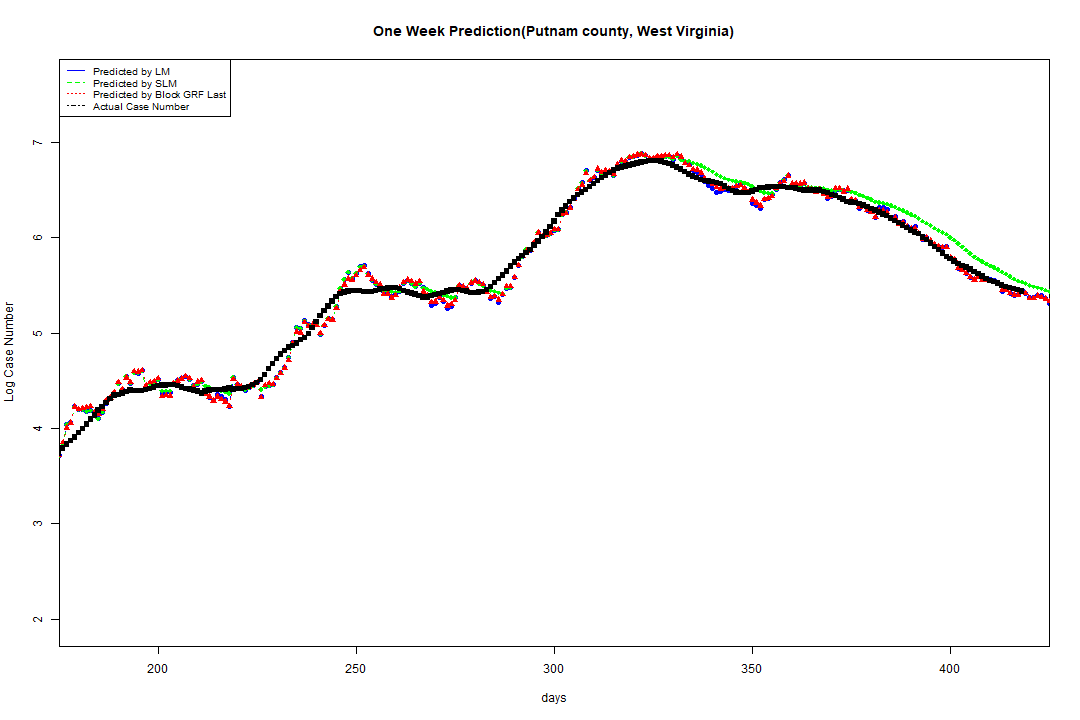 One Week Prediction(Putnam county, West Virginia)
Predicted by LM
Predicted by SLM
Predicted by Block GRF Last
Actual Case Number
7
6
5
4
3
2
Log Case Number
200 250 300 350 400
days